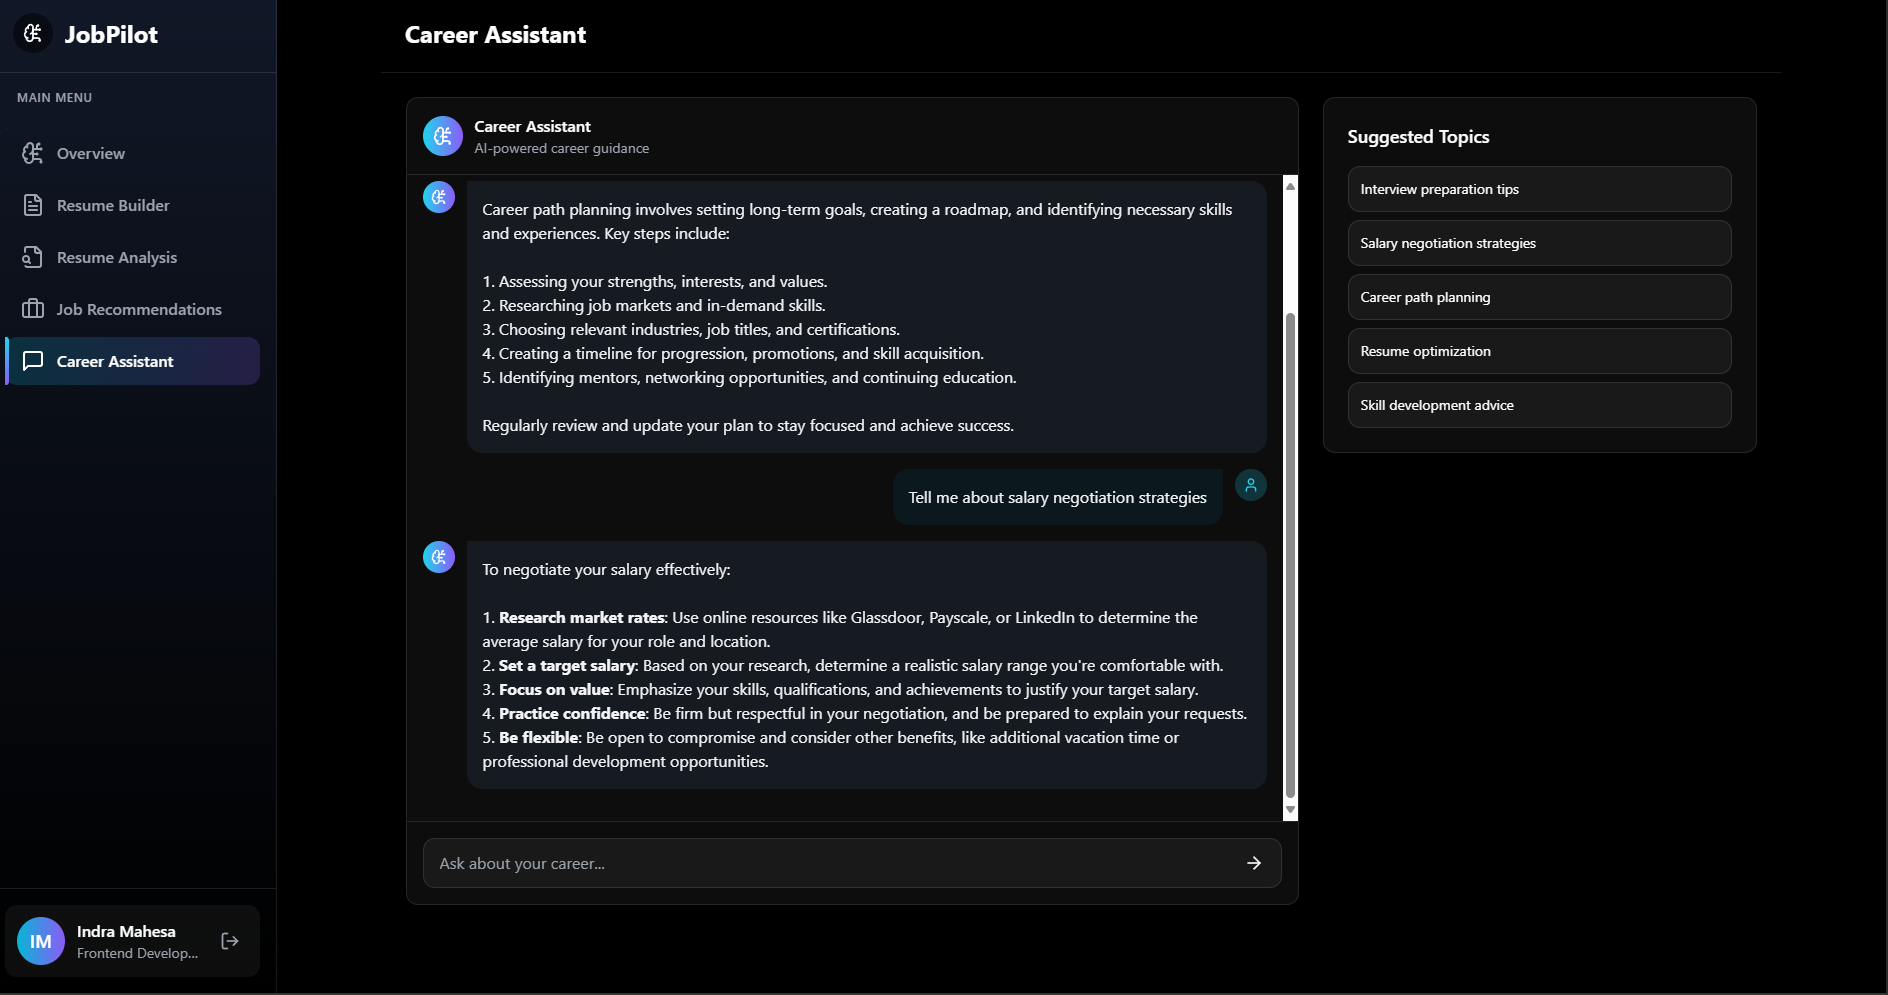 JobPilot
MAIN MENU
Overview
Resume Builder
Resume Analysis
Job Recommendations
Career Assistant
IM
Indra Mahesa
Frontend Develop...
Career Assistant
Career Assistant
AI-powered career guidance
Career path planning involves setting long-term goals, creating a roadmap, and identifying necessary skills
and experiences. Key steps include:
1. Assessing your strengths, interests, and values.
2. Researching job markets and in-demand skills.
3. Choosing relevant industries, job titles, and certifications.
4. Creating a timeline for progression, promotions, and skill acquisition.
5. Identifying mentors, networking opportunities, and continuing education.
Regularly review and update your plan to stay focused and achieve success.
Tell me about salary negotiation strategies
To negotiate your salary effectively:
1. Research market rates: Use online resources like Glassdoor, Payscale, or LinkedIn to determine the
average salary for your role and location.
2. Set a target salary: Based on your research, determine a realistic salary range you're comfortable with.
3. Focus on value: Emphasize your skills, qualifications, and achievements to justify your target salary.
4. Practice confidence: Be firm but respectful in your negotiation, and be prepared to explain your requests.
5. Be flexible: Be open to compromise and consider other benefits, like additional vacation time or
professional development opportunities.
Ask about your career...
Suggested Topics
Interview preparation tips
Salary negotiation strategies
Career path planning
Resume optimization
Skill development advice